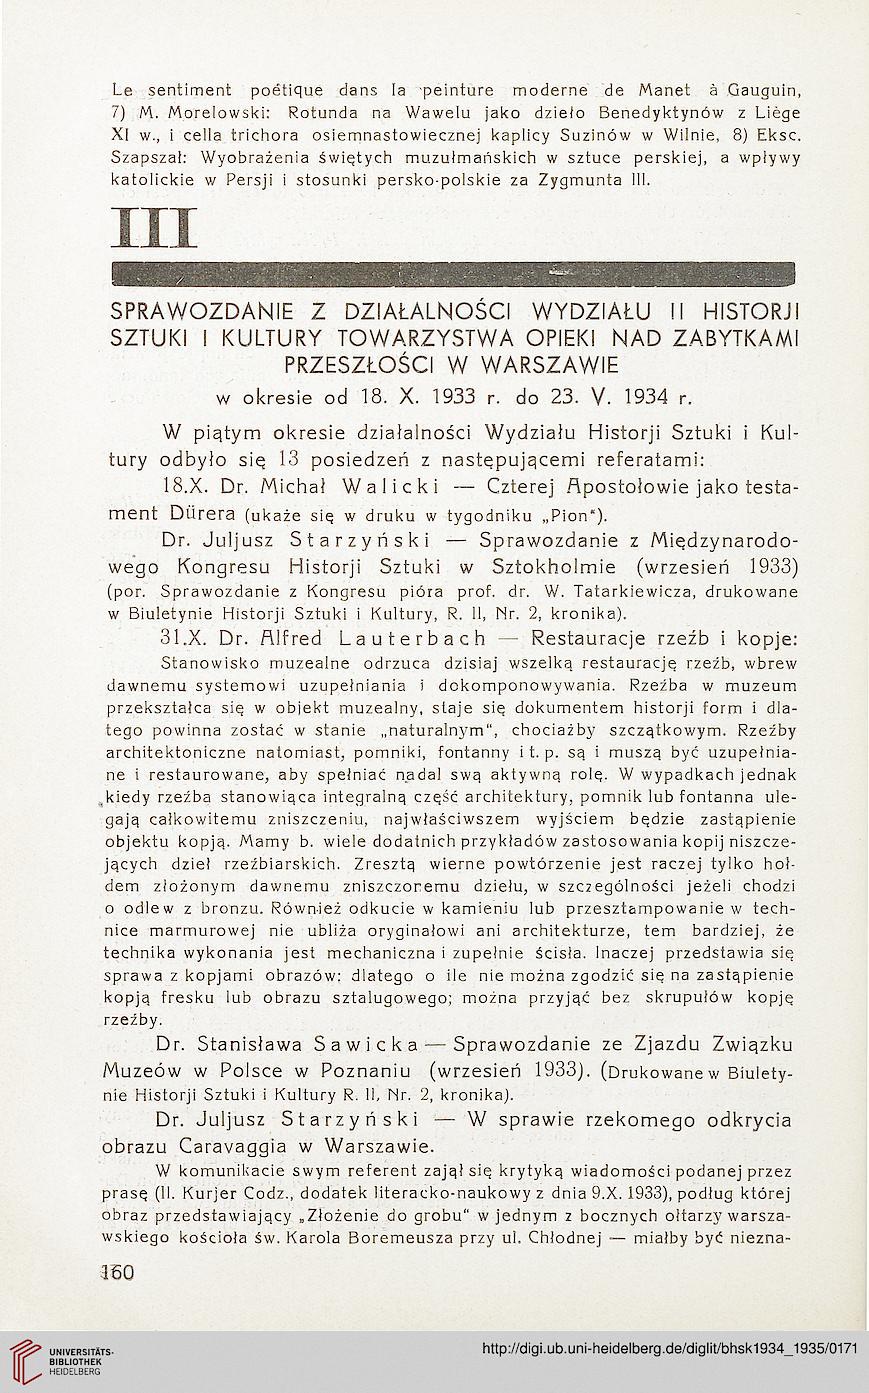 Le sentiment poétique dans la peinture moderne de Manet à Gauguin,
7) M. Morelowski: Rotunda na Wawelu jako dzieło Benedyktynów z Liège
XI w., i cella trichora osiemnastowiecznej kaplicy Suzinów w Wilnie, 8) Eksc.
Szapszał: Wyobrażenia świętych muzułmańskich w sztuce perskiej, a wpływy
katolickie w Persji i stosunki persko-polskie za Zygmunta III.
III
SPRAWOZDANIE Z DZIAŁALNOŚCI WYDZIAŁU II HISTORJI
SZTUKI I KULTURY TOWARZYSTWA OPIEKI NAD ZABYTKAMI
PRZESZŁOŚCI W WARSZAWIE
w okresie od 18. X. 1933 r. do 23. V. 1934 r.
W piątym okresie działalności Wydziału Historji Sztuki i Kul-
tury odbyło się 13 posiedzeń z następującemi referatami:
18.X. Dr. Michał Walicki — Czterej Apostołowie jako testa-
ment Dürera (ukaże się w druku w tygodniku „Pion“).
Dr. Juljusz Starzyński — Sprawozdanie z Międzynarodo-
wego Kongresu Historji Sztuki w Sztokholmie (wrzesień 1933)
(por. Sprawozdanie z Kongresu pióra prof. dr. W. Tatarkiewicza, drukowane
w Biuletynie Historji Sztuki i Kultury, R. II, Nr. 2, kronika).
31.X. Dr. Alfred Lauterbach — Restauracje rzeźb i kopje:
Stanowisko muzealne odrzuca dzisiaj wszelką restaurację rzeźb, wbrew
dawnemu systemowi uzupełniania i dokomponowywania. Rzeźba w muzeum
przekształca się w objekt muzealny, staje się dokumentem historji form i dla-
tego powinna zostać w stanie „naturalnym“, chociażby szczątkowym. Rzeźby
architektoniczne natomiast, pomniki, fontanny i t. p. są i muszą być uzupełnia-
ne i restaurowane, aby spełniać nadal swą aktywną rolę. W wypadkach jednak
kiedy rzeźba stanowiąca integralną część architektury, pomnik lub fontanna ule-
gają całkowitemu zniszczeniu, najwłaściwszem wyjściem będzie zastąpienie
objektu kopją. Mamy b. wiele dodatnich przykładów zastosowania kopij niszcze-
jących dzieł rzeźbiarskich. Zresztą wierne powtórzenie jest raczej tylko hoł-
dem złożonym dawnemu zniszczonemu dziełu, w szczególności jeżeli chodzi
o odlew z bronzu. Również odkucie w kamieniu lub przesztampowanie w tech-
nice marmurowej nie ubliża oryginałowi ani architekturze, tem bardziej, że
technika wykonania jest mechaniczna i zupełnie ścisła. Inaczej przedstawia się
sprawa z kopjami obrazów: dlatego o ile nie można zgodzić się na zastąpienie
kopją fresku lub obrazu sztalugowego; można przyjąć bez skrupułów kopję
rzeźby.
Dr. Stanisława Sawicka — Sprawozdanie ze Zjazdu Związku
Muzeów w Polsce w Poznaniu (wrzesień 1933). (Drukowane w Biulety-
nie Historji Sztuki i Kultury R. II, Nr. 2, kronika).
Dr. Juljusz Starzyński — W sprawie rzekomego odkrycia
obrazu Caravaggia w Warszawie.
W komunikacie swym referent zajął się krytyką wiadomości podanej przez
prasę (Il. Kurjer Codz., dodatek literacko-naukowy z dnia 9.X. 1933), podług której
obraz przedstawiający „Złożenie do grobu“ w jednym z bocznych ołtarzy warsza-
wskiego kościoła św. Karola Boremeusza przy ul. Chłodnej — miałby być niezna-
160
UNIVERSITÄTS-
BIBLIOTHEK
HEIDELBERG
http://digi.ub.uni-heidelberg.de/diglit/bhsk1934_1935/0171